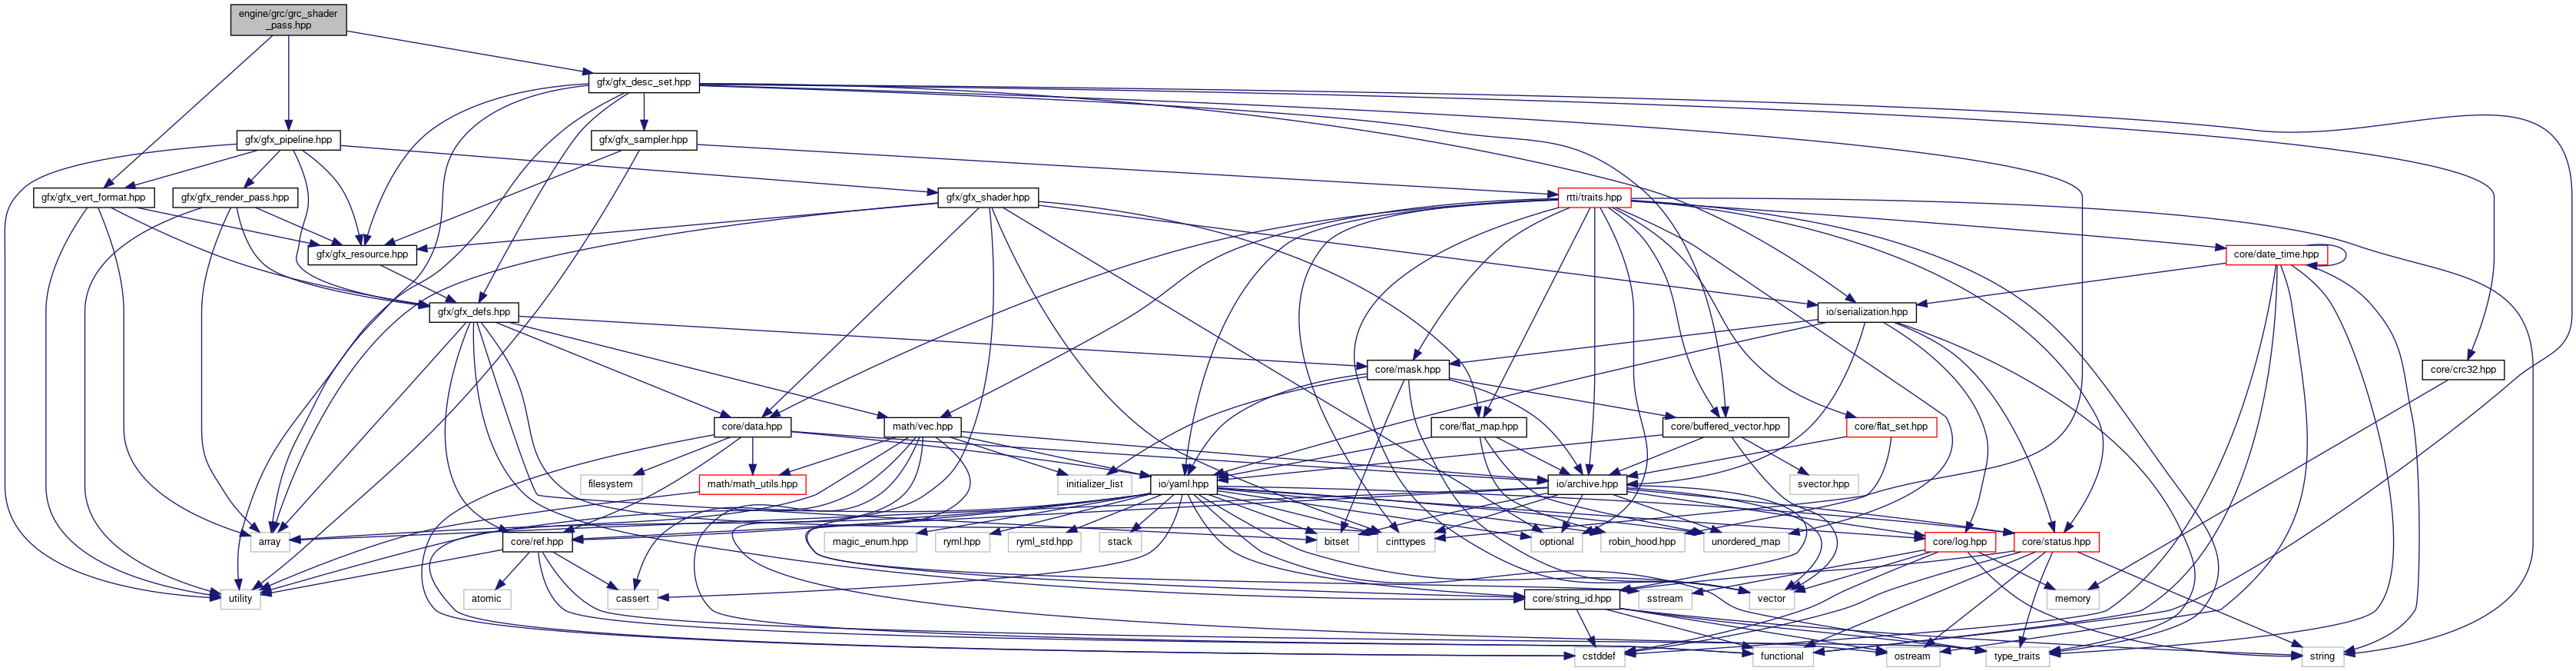 engine/grc/grc_shader
_pass.hpp
gfx/gfx_desc_set.hpp
gfx/gfx_pipeline.hpp
gfx/gfx_sampler.hpp
gfx/gfx_vert_format.hpp
gfx/gfx_render_pass.hpp
gfx/gfx_shader.hpp
rtti/traits.hpp
gfx/gfx_resource.hpp
core/date_time.hpp
gfx/gfx_defs.hpp
io/serialization.hpp
core/mask.hpp
core/crc32.hpp
core/data.hpp
math/vec.hpp
core/flat_map.hpp
core/buffered_vector.hpp
core/flat_set.hpp
filesystem
math/math_utils.hpp
initializer_list
io/yaml.hpp
io/archive.hpp
svector.hpp
array
core/ref.hpp
magic_enum.hpp
ryml.hpp
ryml_std.hpp
stack
bitset
cinttypes
optional
robin_hood.hpp
unordered_map
core/log.hpp
core/status.hpp
utility
atomic
cassert
core/string_id.hpp
sstream
vector
memory
cstddef
functional
ostream
type_traits
string